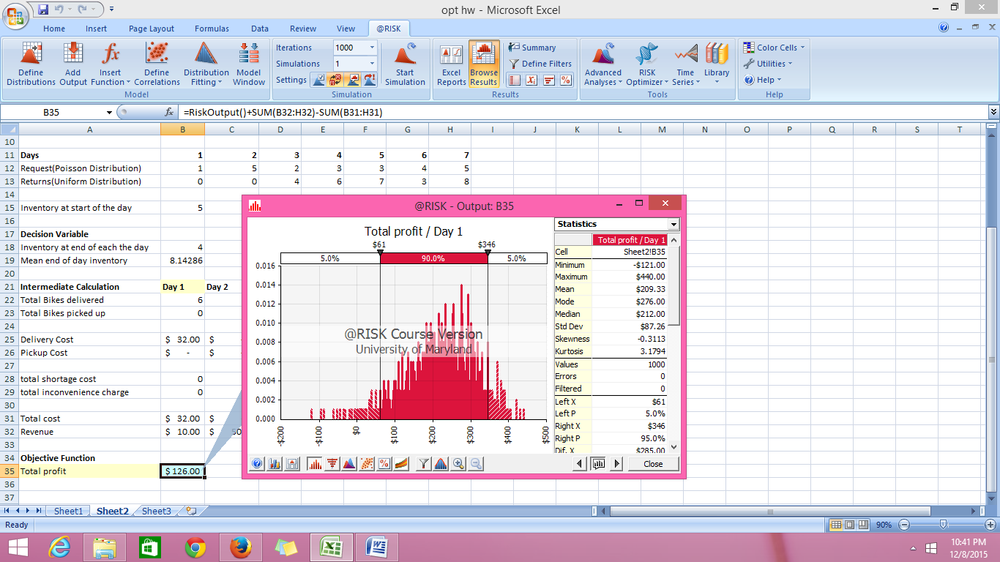 opt hw - Microsoft Excel
Home Insert Page Layout Formulas Data Review View @RISK
Define Distributions
Add Output
Insert Function
Define Correlations
Distribution Fitting
Model Window
Model
Iterations 1000
Simulations 1
Settings
Start Simulation
Simulation
Excel Reports
Browse Results
Summary
Define Filters
Results
Advanced Analyses
RISK Optimizer
Time Series
Library
Tools
Color Cells
Utilities
Help
Help
B35 fx =RiskOutput()+SUM(B32:H32)-SUM(B31:H31)
A B C D E F G H I J K L M N O P Q R S T
10
11 Days 1 2 3 4 5 6 7
12 Request(Poisson Distribution) 1 5 2 3 3 4 5
13 Returns(Uniform Distribution) 0 0 4 6 7 3 8
14
15 Inventory at start of the day 5
16
17 Decision Variable
18 Inventory at end of each the day 4
19 Mean end of day inventory 8.14286
20
21 Intermediate Calculation Day 1 Day 2
22 Total Bikes delivered 6
23 Total Bikes picked up 0
24
25 Delivery Cost $ 32.00 $
26 Pickup Cost $ - $
27
28 total shortage cost 0
29 total inconvenience charge 0
30
31 Total cost $ 32.00 $
32 Revenue $ 10.00 $
33
34 Objective Function
35 Total profit $ 126.00
36
37
@RISK - Output: B35
Total profit / Day 1
$61 $346
5.0% 90.0% 5.0%
0.016
0.014
0.012
0.010
0.008
0.006
0.004
0.002
0.000
-$200 -$100 $0 $100 $200 $300 $400 $500
@RISK Course Version
University of Maryland
Statistics
Total profit / Day 1
Cell Sheet2!B35
Minimum -$121.00
Maximum $440.00
Mean $209.33
Mode $276.00
Median $212.00
Std Dev $87.26
Skewness -0.3113
Kurtosis 3.1794
Values 1000
Errors 0
Filtered 0
Left X $61
Left P 5.0%
Right X $346
Right P 95.0%
Dif. X $285.00
Close
Sheet1 Sheet2 Sheet3
Ready 90%
10:41 PM
12/8/2015